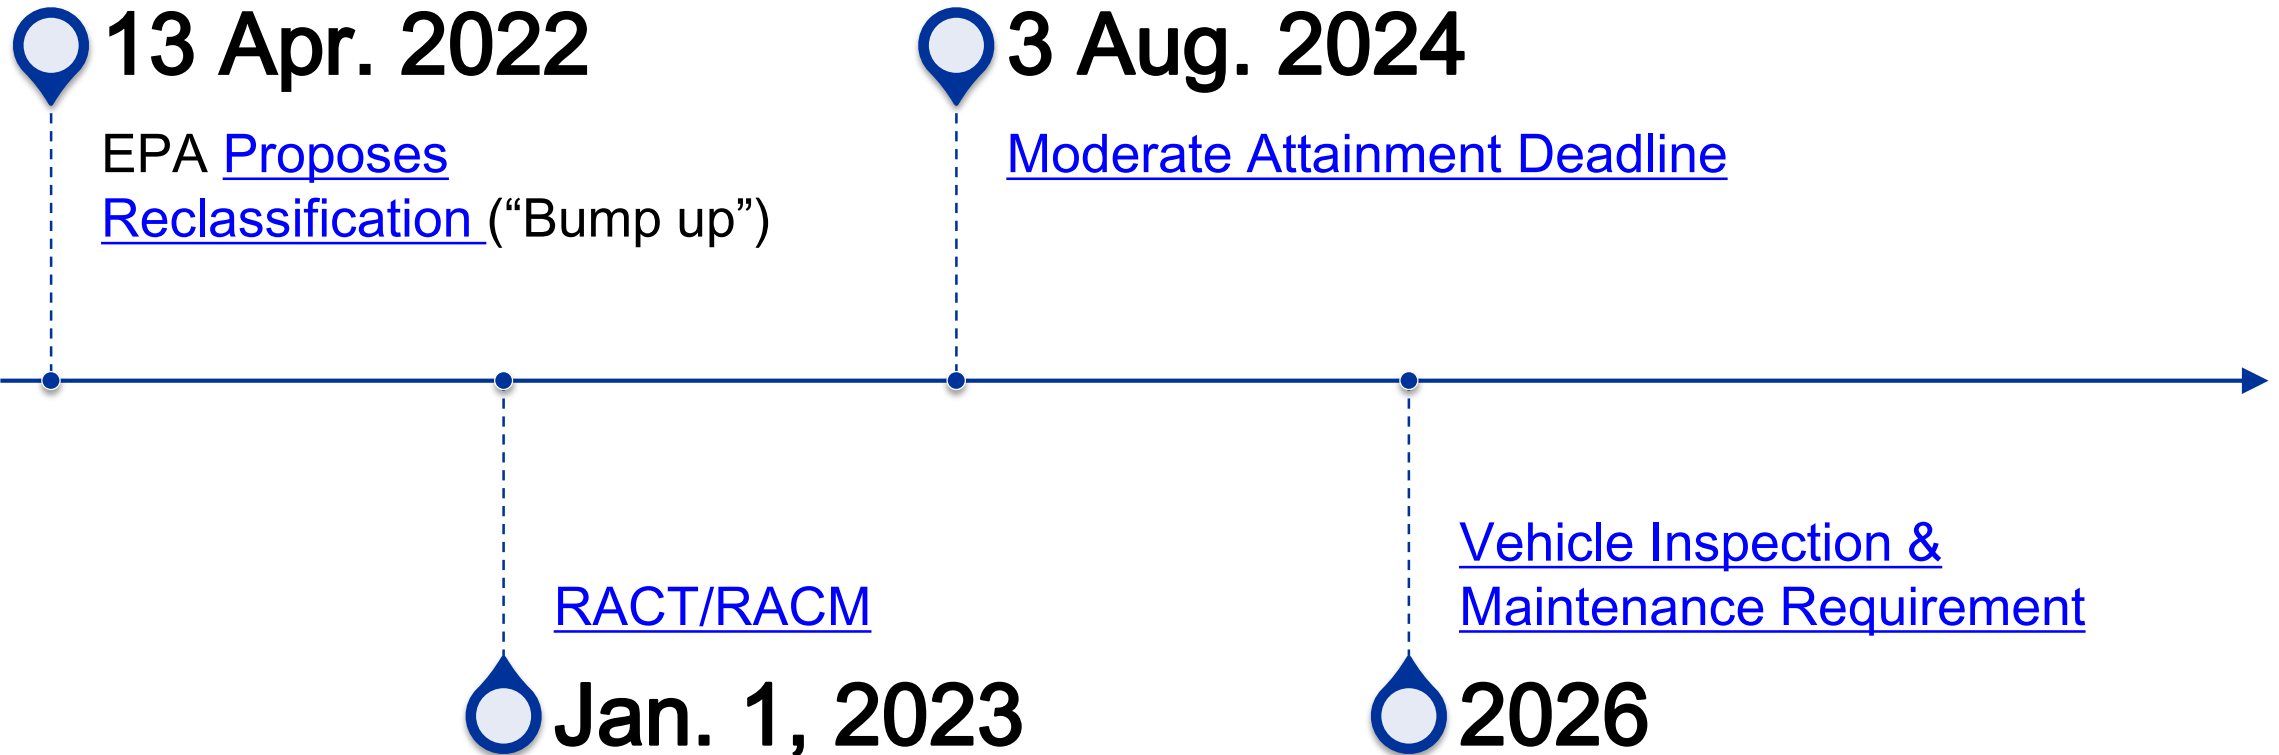 13 Apr. 2022
EPA Proposes
Reclassification (“Bump up”)
3 Aug. 2024
Moderate Attainment Deadline
RACT/RACM
Jan. 1, 2023
Vehicle Inspection &
Maintenance Requirement
2026